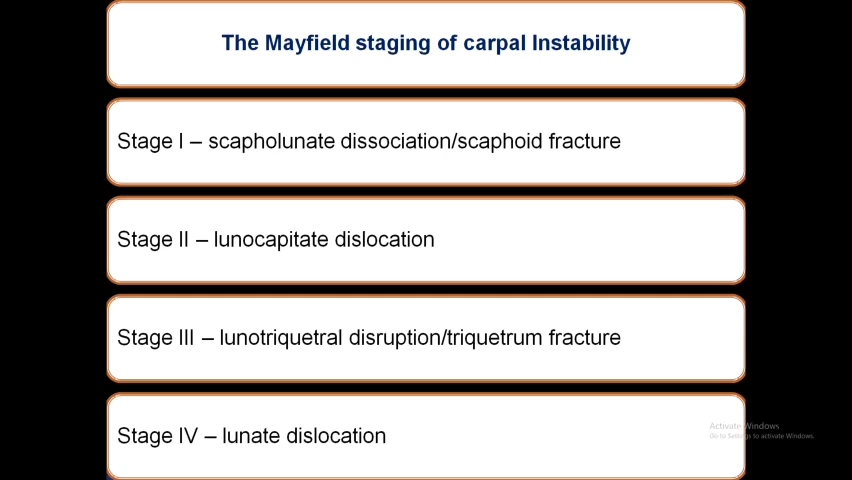 The Mayfield staging of carpal Instability
Stage I – scapholunate dissociation/scaphoid fracture
Stage II – lunocapitate dislocation
Stage III – lunotriquetral disruption/triquetrum fracture
Stage IV – lunate dislocation
Activate Windows
Go to Settings to activate Windows.